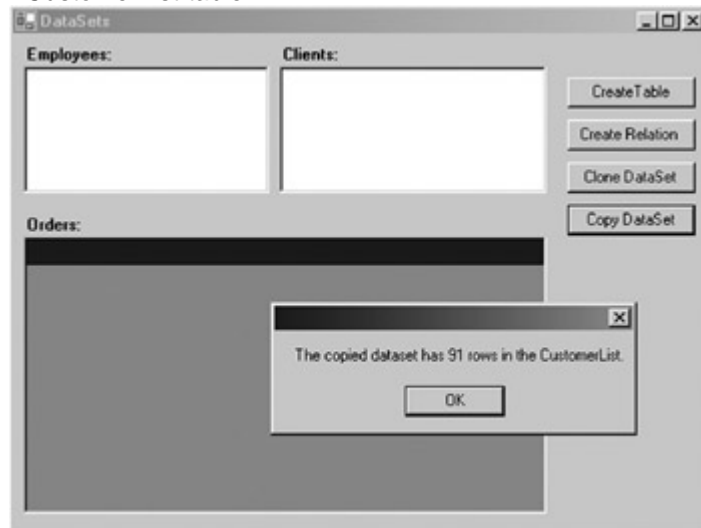 DataSets
Employees:
Clients:
CreateTable
Create Relation
Clone DataSet
Copy DataSet
Orders:
The copied dataset has 91 rows in the CustomerList.
OK